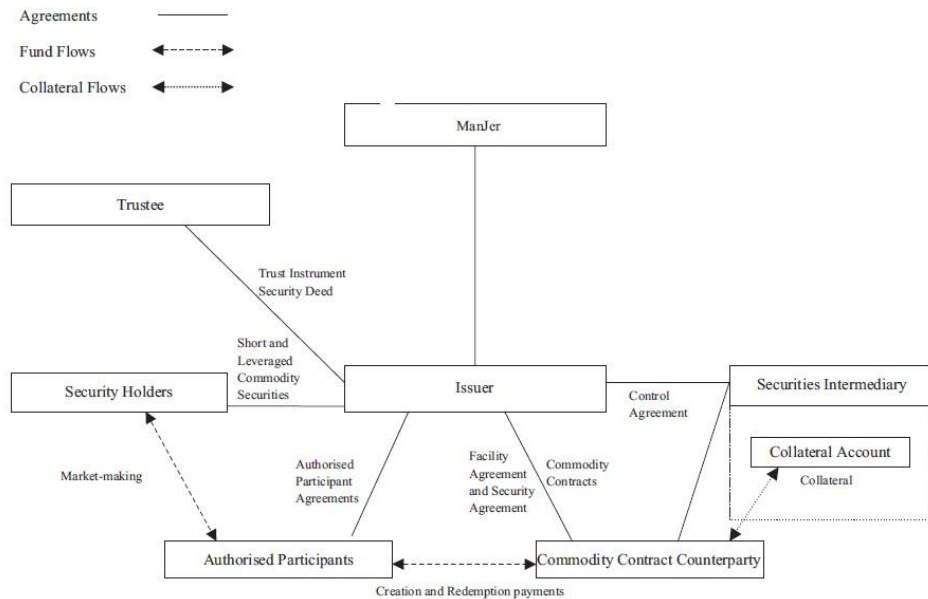 Agreements
Fund Flows
Collateral Flows
ManJer
Trustee
Trust Instrument
Security Deed
Short and
Leveraged
Commodity
Securities
Security Holders
Issuer
Securities Intermediary
Control
Agreement
Collateral Account
Collateral
Market-making
Authorised
Participant
Agreements
Facility
Agreement
and Security
Agreement
Commodity
Contracts
Authorised Participants
Commodity Contract Counterparty
Creation and Redemption payments